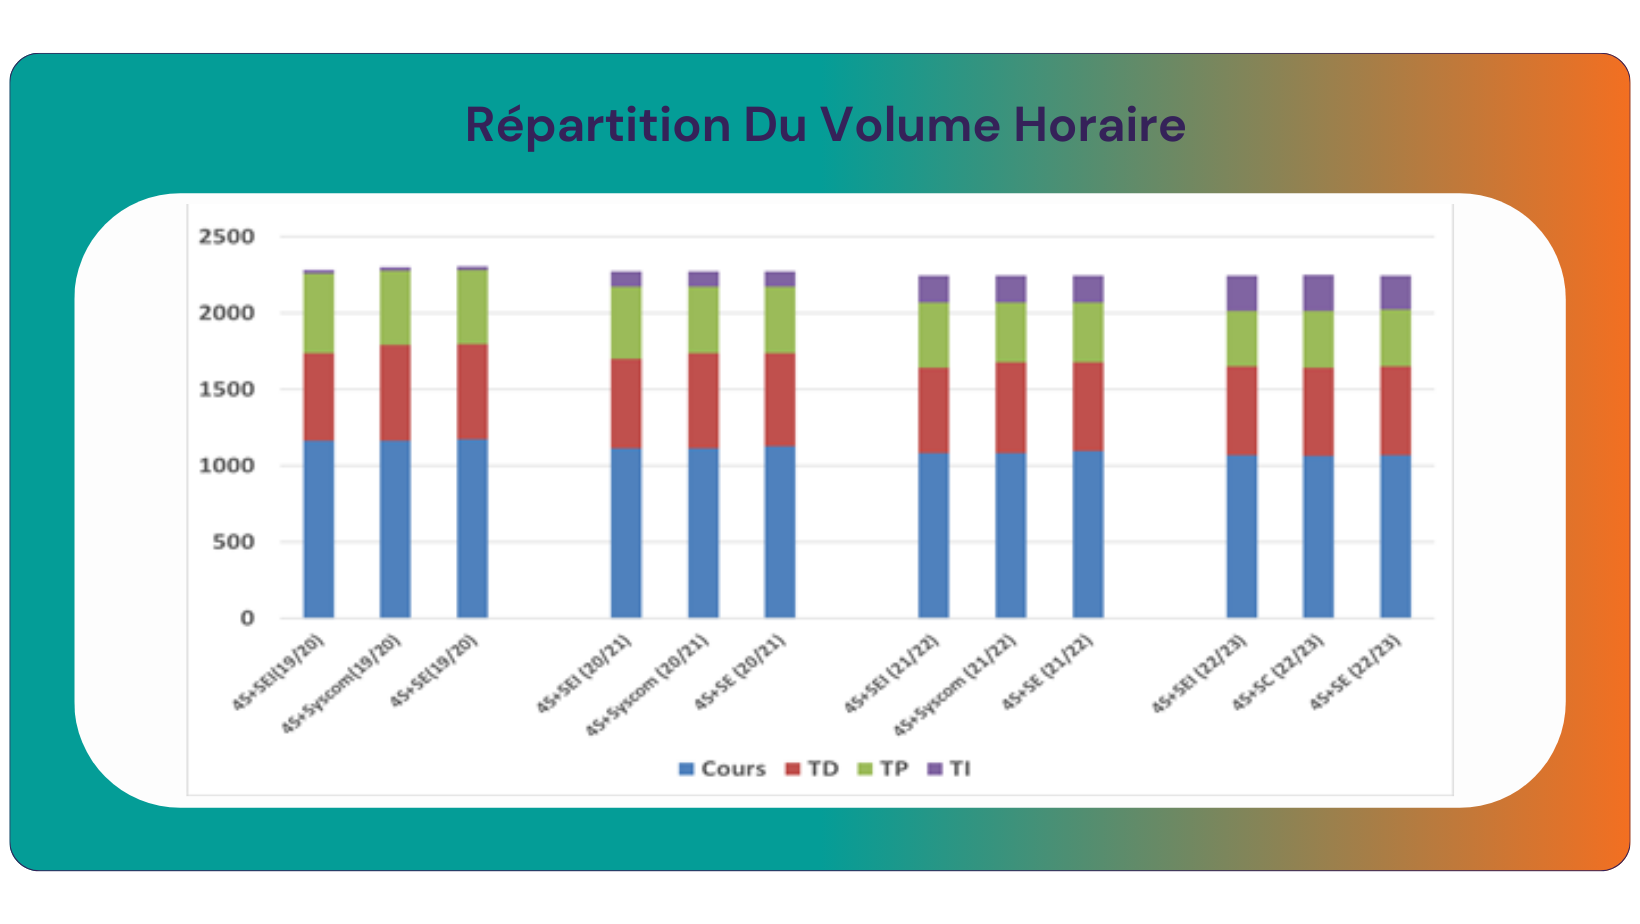 Répartition Du Volume Horaire
2500
2000
1500
1000
500
0
4S+SEI(19/20)
4S+Syscom(19/20)
4S+SE(19/20)
4S+SEI (20/21)
4S+Syscom (20/21)
4S+SE (20/21)
4S+SEI (21/22)
4S+Syscom (21/22)
4S+SE (21/22)
4S+SEI (22/23)
4S+SC (22/23)
4S+SE (22/23)
Cours TD TP TI